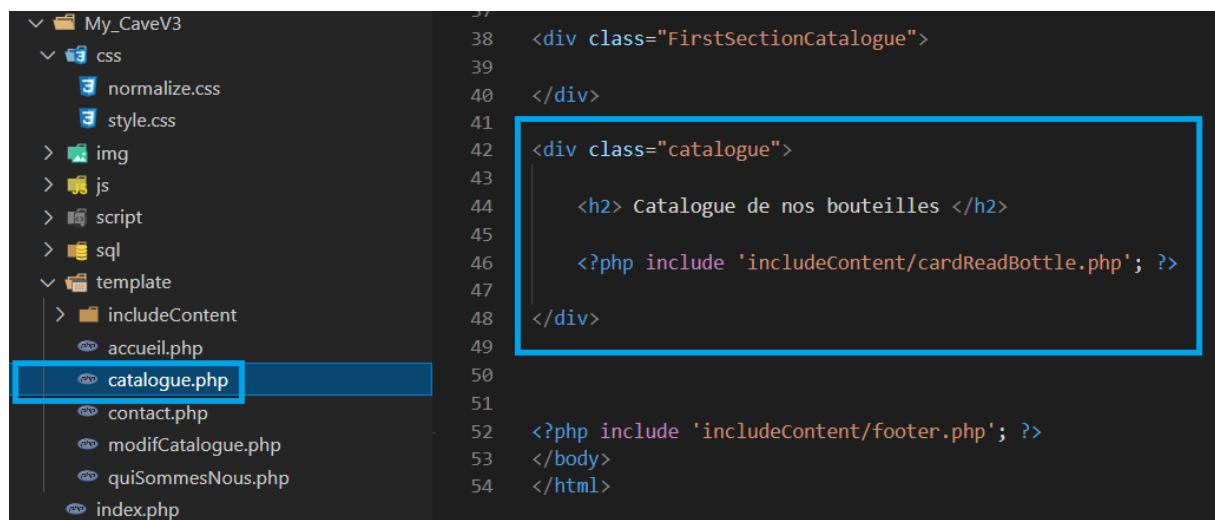 My_CaveV3
css
normalize.css
style.css
img
js
script
sql
template
includeContent
accueil.php
catalogue.php
contact.php
modifCatalogue.php
quiSommesNous.php
index.php
37
38 <div class="FirstSectionCatalogue">
39
40 </div>
41
42 <div class="catalogue">
43
44 <h2> Catalogue de nos bouteilles </h2>
45
46 <?php include 'includeContent/cardReadBottle.php'; ?>
47
48 </div>
49
50
51
52 <?php include 'includeContent/footer.php'; ?>
53 </body>
54 </html>